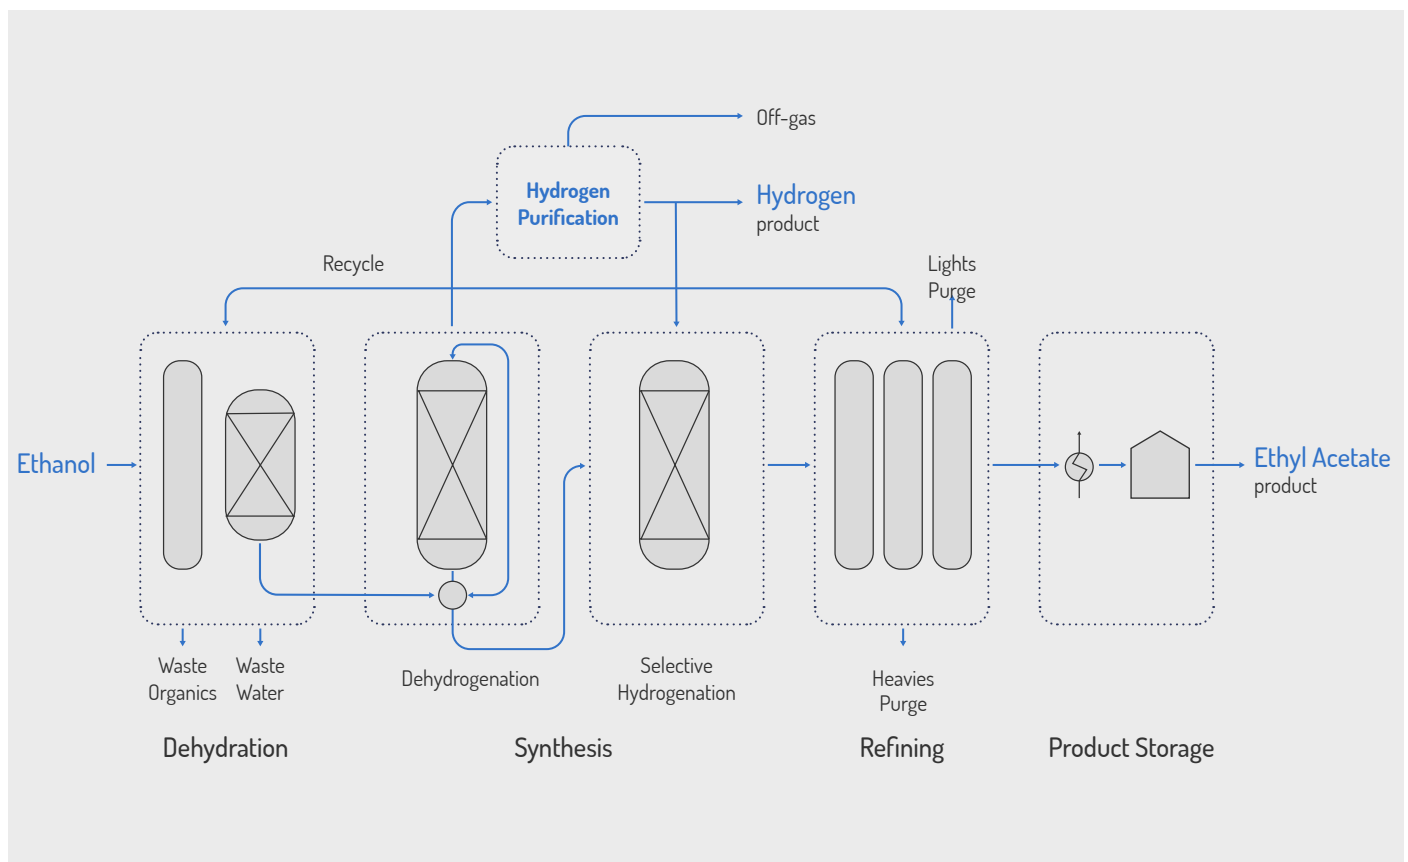 Off-gas
Hydrogen
Purification
Hydrogen
product
Recycle
Lights
Purge
Ethanol
Ethyl Acetate
product
Waste
Organics
Waste
Water
Dehydrogenation
Selective
Hydrogenation
Heavies
Purge
Dehydration
Synthesis
Refining
Product Storage